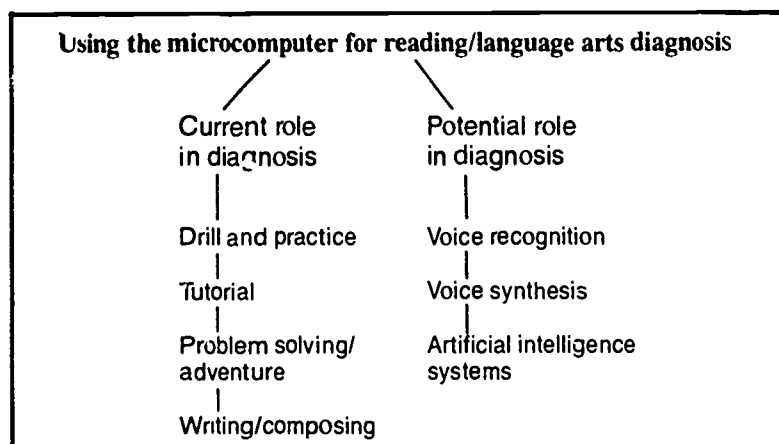 Using the microcomputer for reading/language arts diagnosis
Current role
in diagnosis
Drill and practice
Tutorial
Problem solving/
adventure
Writing/composing
Potential role
in diagnosis
Voice recognition
Voice synthesis
Artificial intelligence
systems